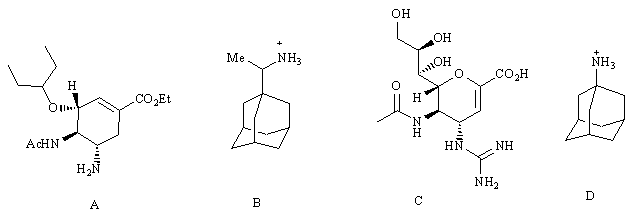 O
CO₂Et
AcHN
H₂N
A
Me
+
NH₃
B
OH
OH
OH
O
CO₂H
H
O
N
H
HN
NH
NH₂
C
+
NH₃
D